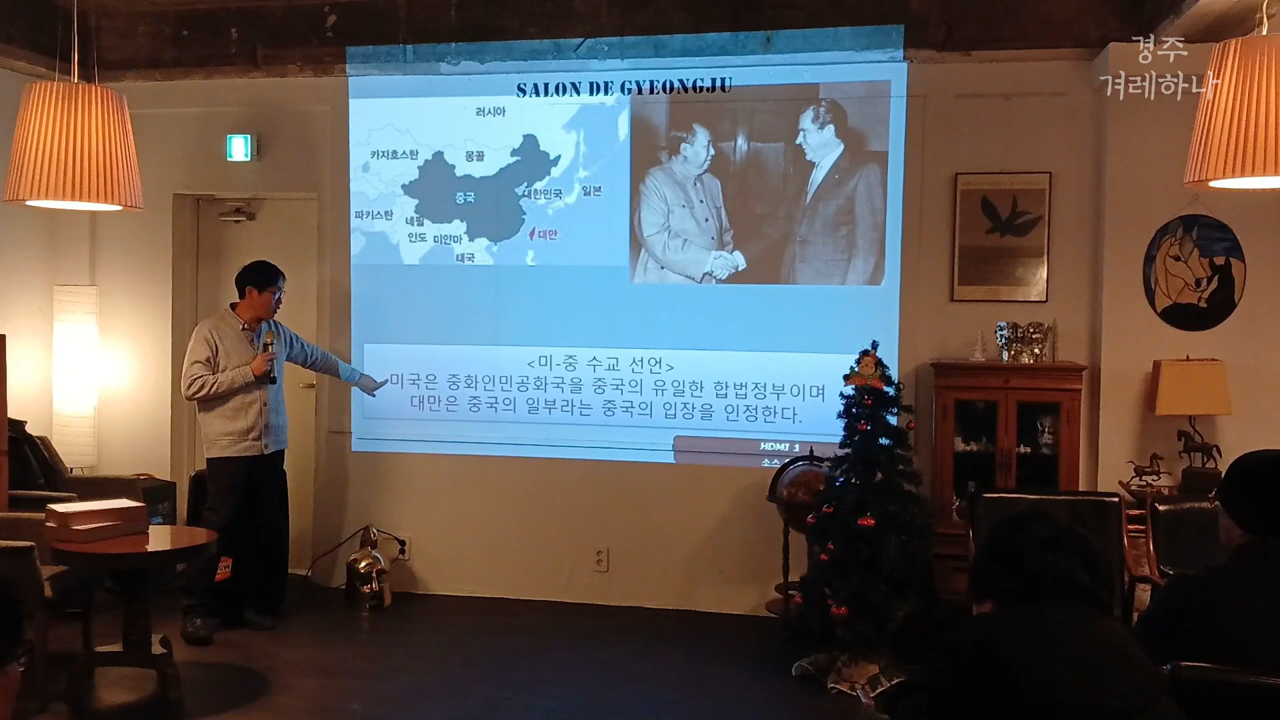 경주
겨레하나
SALON DE GYEONGJU
러시아
카자흐스탄
몽골
중국
대한민국
일본
파키스탄
네팔
인도
미얀마
대만
태국
<미-중 수교 선언>
미국은 중화인민공화국을 중국의 유일한 합법정부이며
대만은 중국의 일부라는 중국의 입장을 인정한다.
HDMI 1
소스